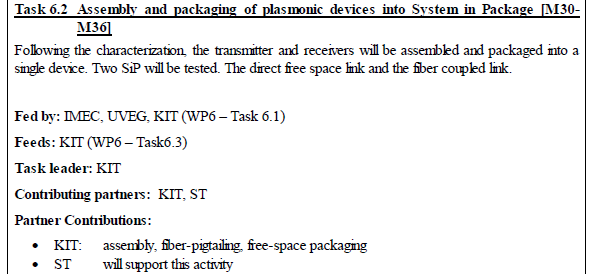 Task 6.2 Assembly and packaging of plasmonic devices into System in Package [M30-
M36]
Following the characterization, the transmitter and receivers will be assembled and packaged into a
single device. Two SiP will be tested. The direct free space link and the fiber coupled link.
Fed by: IMEC, UVEG, KIT (WP6 – Task 6.1)
Feeds: KIT (WP6 – Task6.3)
Task leader: KIT
Contributing partners: KIT, ST
Partner Contributions:
• KIT: assembly, fiber-pigtailing, free-space packaging
• ST will support this activity